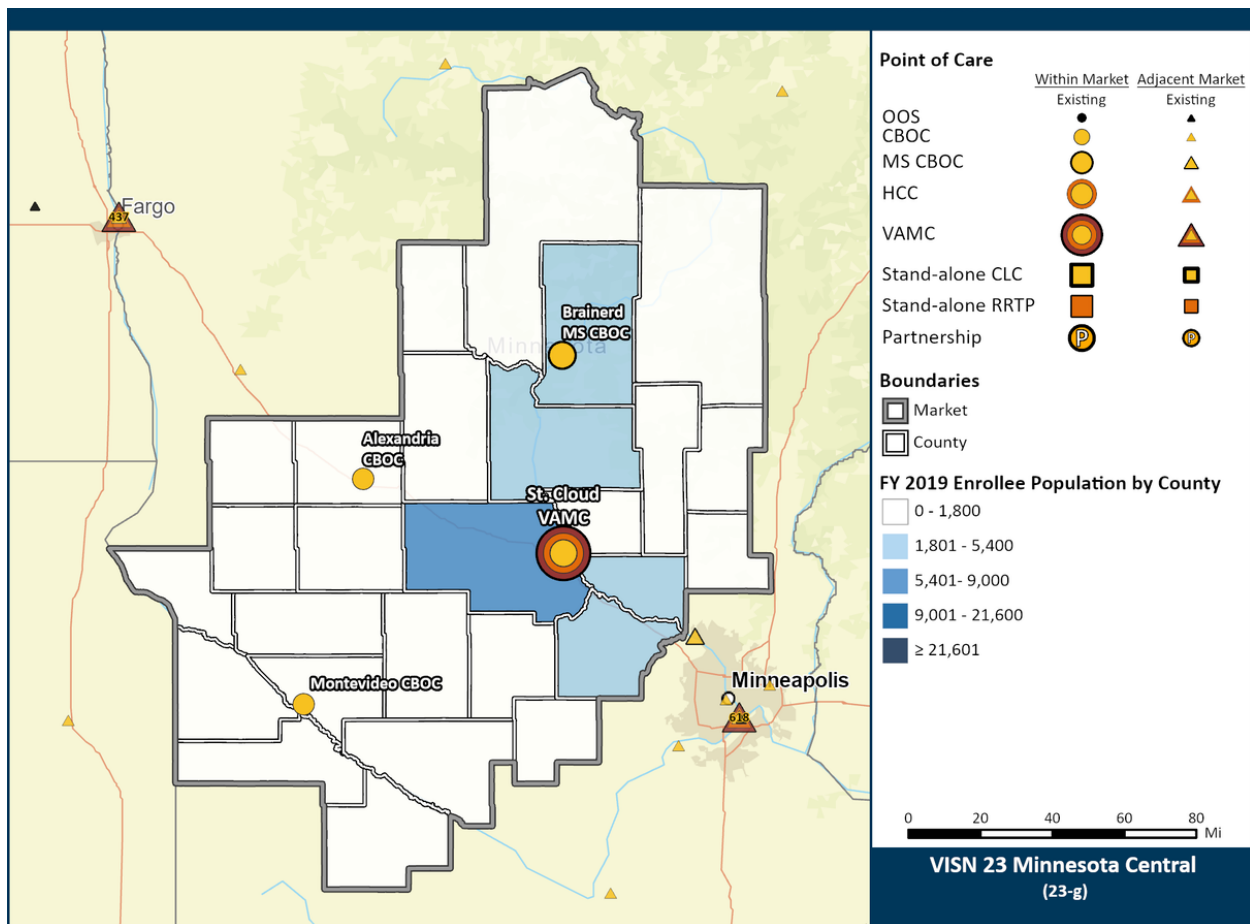 Fargo
437
Brainerd
MS CBOC
Minnesota
Alexandria
CBOC
St. Cloud
VAMC
Montevideo CBOC
Minneapolis
618
Point of Care
Within Market
Adjacent Market
Existing
Existing
OOS
CBOC
MS CBOC
HCC
VAMC
Stand-alone CLC
Stand-alone RRTP
Partnership
P
P
Boundaries
Market
County
FY 2019 Enrollee Population by County
0 - 1,800
1,801 - 5,400
5,401- 9,000
9,001 - 21,600
≥ 21,601
0 20 40 60 80
Mi
VISN 23 Minnesota Central
(23-g)